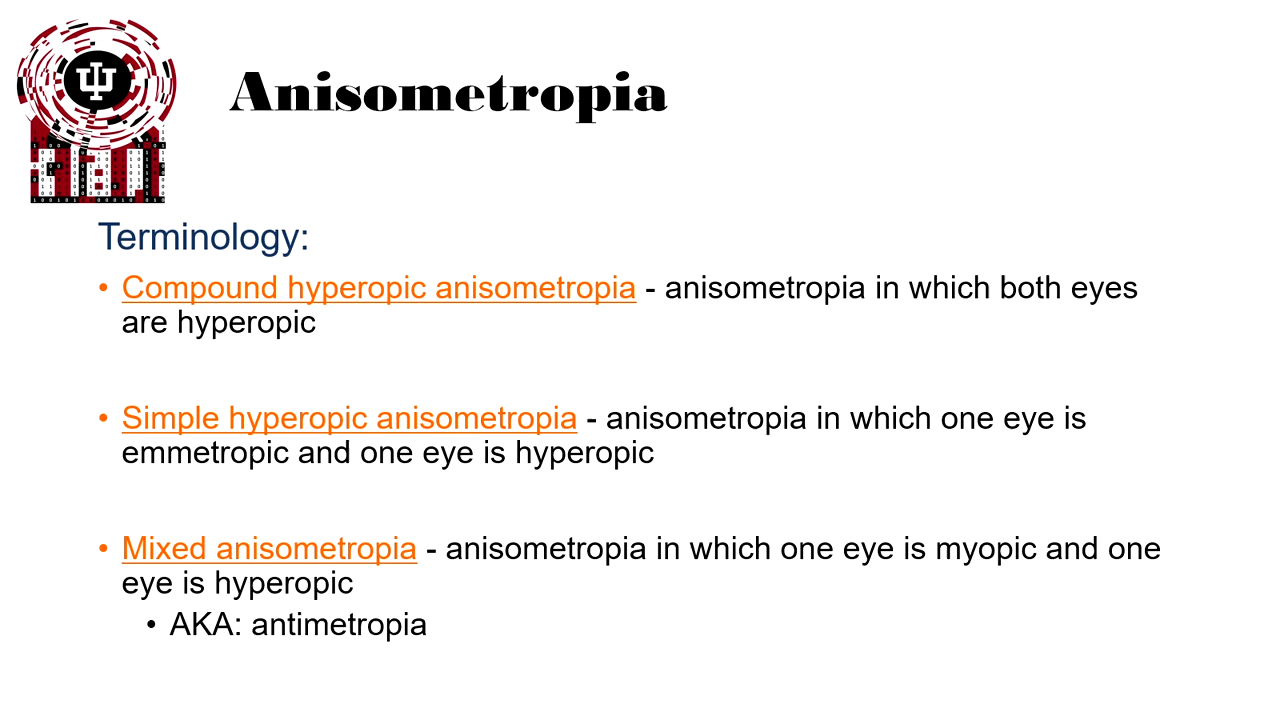 Anisometropia
Terminology:
• Compound hyperopic anisometropia - anisometropia in which both eyes
are hyperopic
• Simple hyperopic anisometropia - anisometropia in which one eye is
emmetropic and one eye is hyperopic
• Mixed anisometropia - anisometropia in which one eye is myopic and one
eye is hyperopic
• AKA: antimetropia